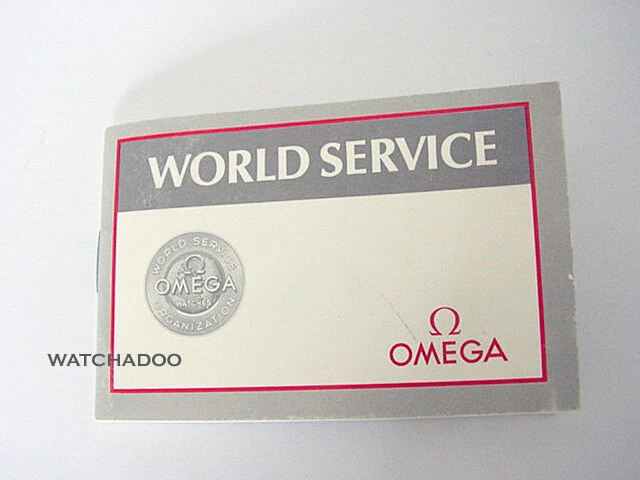 WORLD SERVICE
WORLD SERVICE
Ω
OMEGA
WATCHES
ORGANIZATION
Ω
OMEGA
WATCHADOO